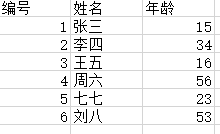 编号 姓名 年龄
1 张三 15
2 李四 34
3 王五 16
4 周六 56
5 七七 23
6 刘八 53